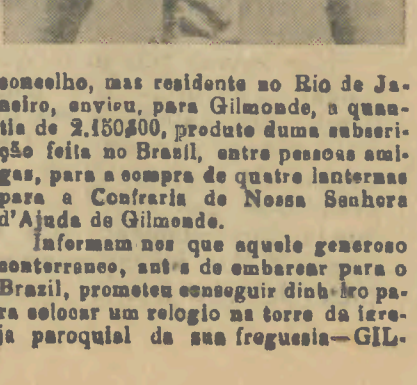 concelho, mas residente no Rio de Ja-
neiro, enviou, para Gilmonde, a quan-
tia de 2.150$00, produto duma subscri-
ção feita no Brasil, entre pessoas ami-
gas, para a compra de quatro lanternas
para a Confraria de Nossa Senhora
d'Ajuda de Gilmonde.
Informam nos que aquele generoso
conterraneo, antes de embarcar para o
Brazil, prometeu conseguir dinheiro pa-
ra colocar um relogio na torre da igre-
ja paroquial da sua freguesia—GIL-